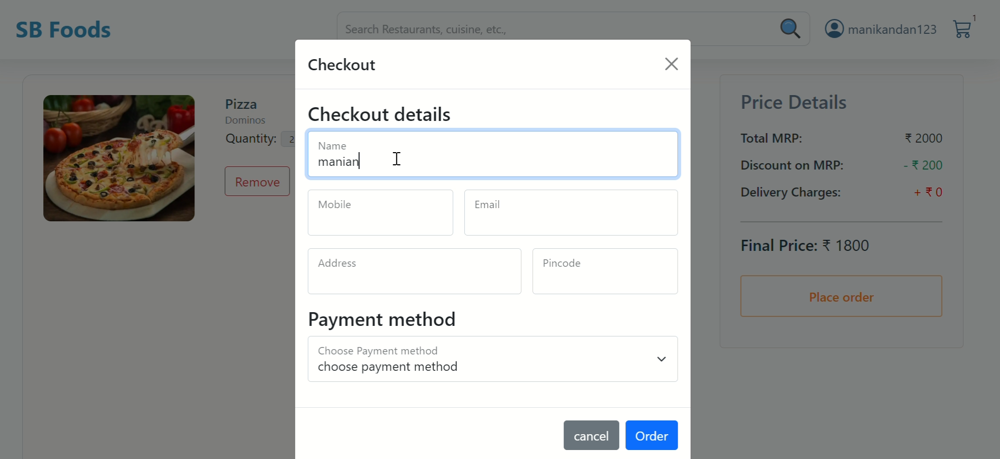 SB Foods
Search Restaurants, cuisine, etc.,
manikandan123
1
Checkout
Pizza
Dominos
Quantity: 2
Remove
Checkout details
Name
manian
Mobile
Email
Address
Pincode
Payment method
Choose Payment method
choose payment method
cancel
Order
Price Details
Total MRP: ₹ 2000
Discount on MRP: - ₹ 200
Delivery Charges: + ₹ 0
Final Price: ₹ 1800
Place order